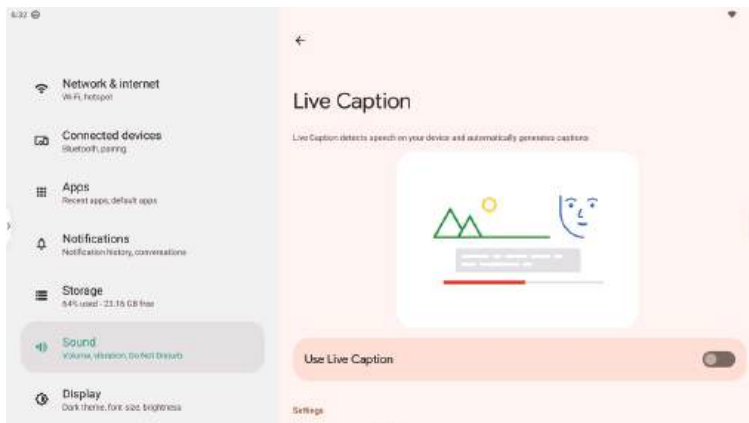 6:32
Network & internet
Wi-Fi, hotspot
Connected devices
Bluetooth, pairing
Apps
Recent apps, default apps
Notifications
Notification history, conversations
Storage
64% used - 23.16 GB free
Sound
Volume, vibration, Do Not Disturb
Display
Dark theme, font size, brightness
Live Caption
Live Caption detects speech on your device and automatically generates captions
Use Live Caption
Settings